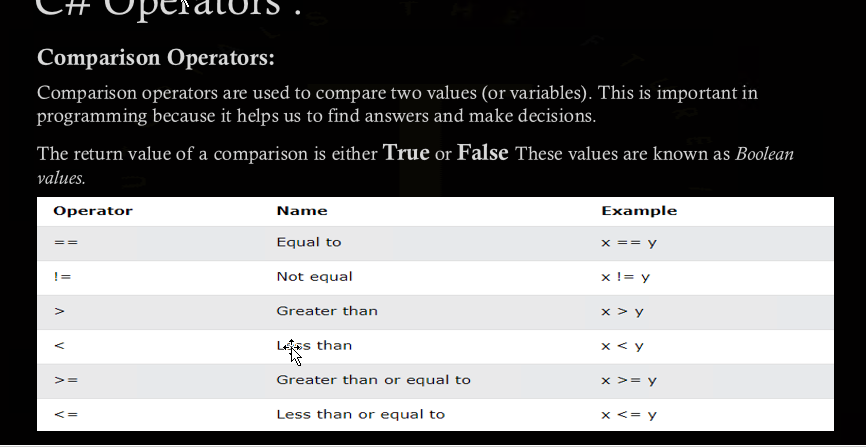 C# Operators :
Comparison Operators:
Comparison operators are used to compare two values (or variables). This is important in
programming because it helps us to find answers and make decisions.
The return value of a comparison is either True or False These values are known as Boolean
values.
Operator Name Example
== Equal to x == y
!= Not equal x != y
> Greater than x > y
< Less than x < y
>= Greater than or equal to x >= y
<= Less than or equal to x <= y